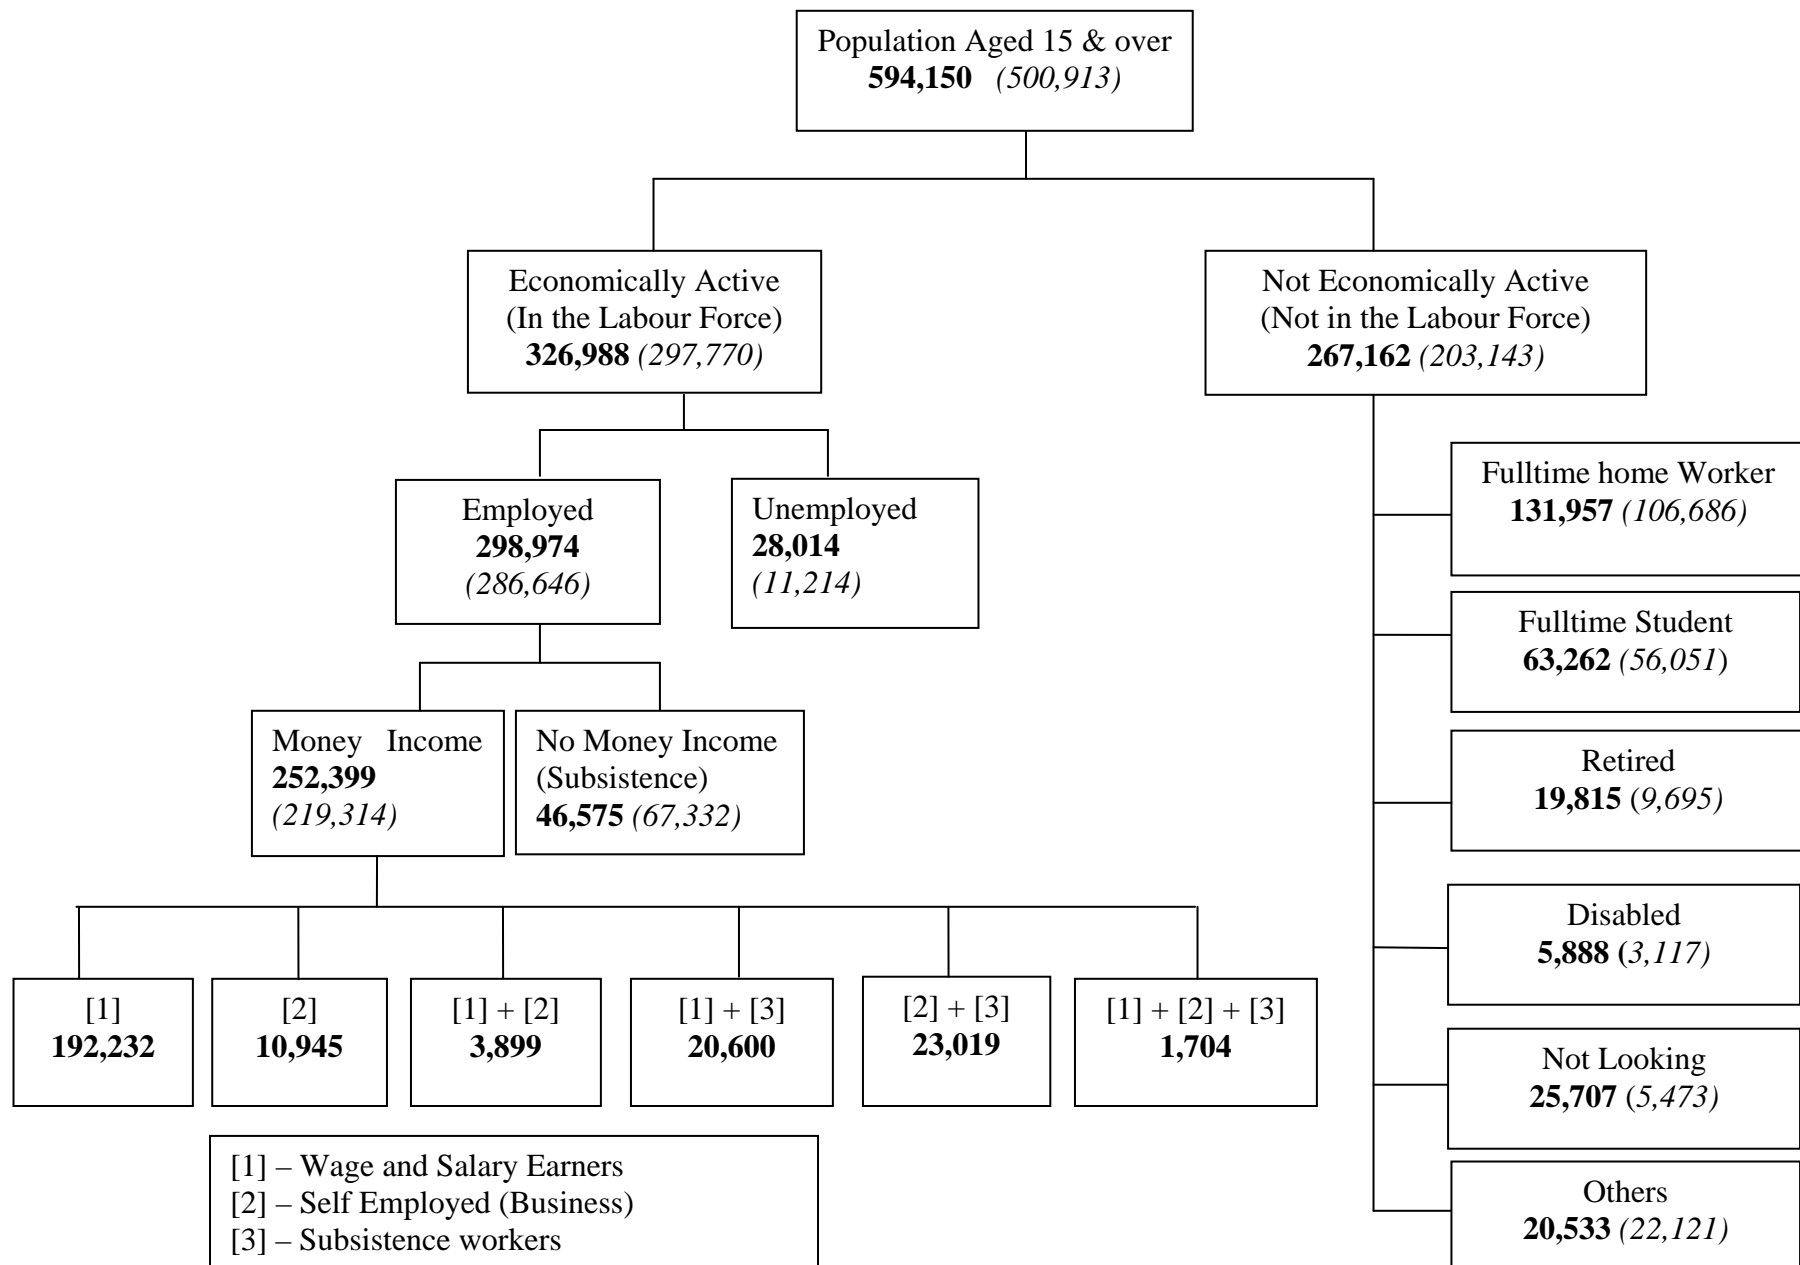 Population Aged 15 & over
594,150 (500,913)
Economically Active
(In the Labour Force)
326,988 (297,770)
Not Economically Active
(Not in the Labour Force)
267,162 (203,143)
Employed
298,974
(286,646)
Unemployed
28,014
(11,214)
Money Income
252,399
(219,314)
No Money Income
(Subsistence)
46,575 (67,332)
[1]
192,232
[2]
10,945
[1] + [2]
3,899
[1] + [3]
20,600
[2] + [3]
23,019
[1] + [2] + [3]
1,704
[1] – Wage and Salary Earners
[2] – Self Employed (Business)
[3] – Subsistence workers
Fulltime home Worker
131,957 (106,686)
Fulltime Student
63,262 (56,051)
Retired
19,815 (9,695)
Disabled
5,888 (3,117)
Not Looking
25,707 (5,473)
Others
20,533 (22,121)